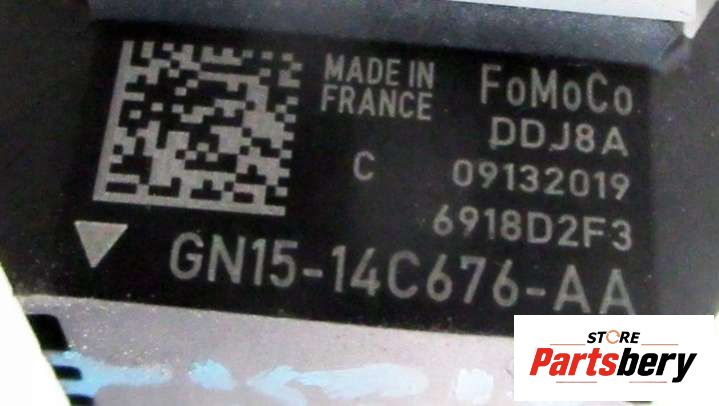 MADE IN FoMoCo
FRANCE DDJ8A
C 09132019
6918D2F3
GN15-14C676-AA
STORE
Partsbery